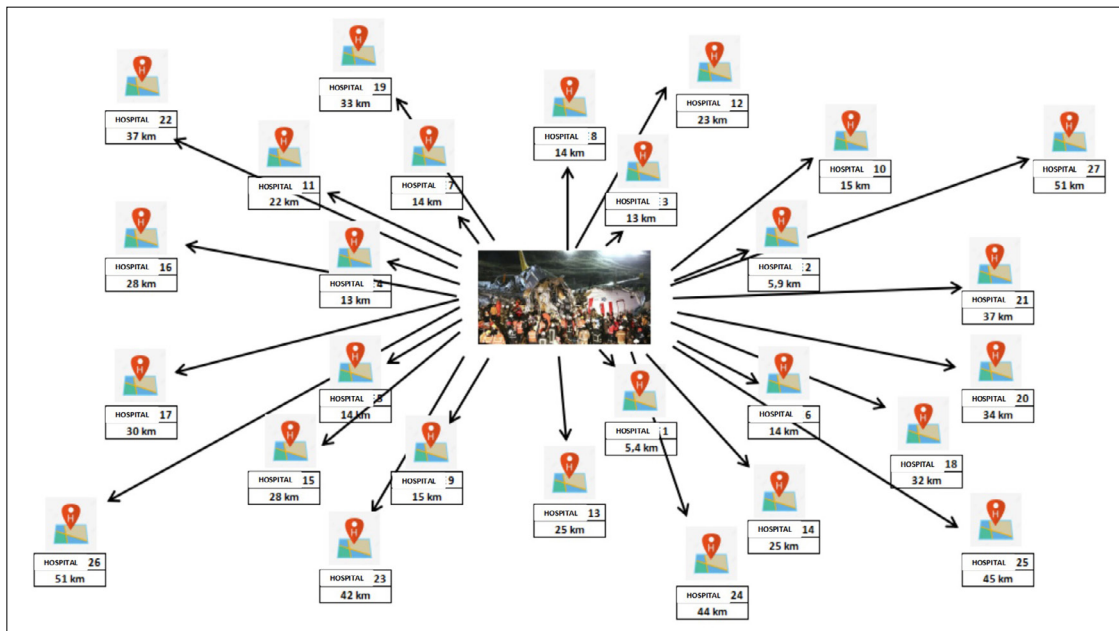 HOSPITAL 19
33 km
HOSPITAL 12
23 km
HOSPITAL 22
37 km
HOSPITAL 8
14 km
HOSPITAL 10
15 km
HOSPITAL 27
51 km
HOSPITAL 11
22 km
HOSPITAL 7
14 km
HOSPITAL 3
13 km
HOSPITAL 16
28 km
HOSPITAL 4
13 km
HOSPITAL 2
5,9 km
HOSPITAL 21
37 km
HOSPITAL 17
30 km
HOSPITAL 5
14 km
HOSPITAL 1
5,4 km
HOSPITAL 6
14 km
HOSPITAL 20
34 km
HOSPITAL 15
28 km
HOSPITAL 9
15 km
HOSPITAL 18
32 km
HOSPITAL 13
25 km
HOSPITAL 14
25 km
HOSPITAL 26
51 km
HOSPITAL 23
42 km
HOSPITAL 24
44 km
HOSPITAL 25
45 km